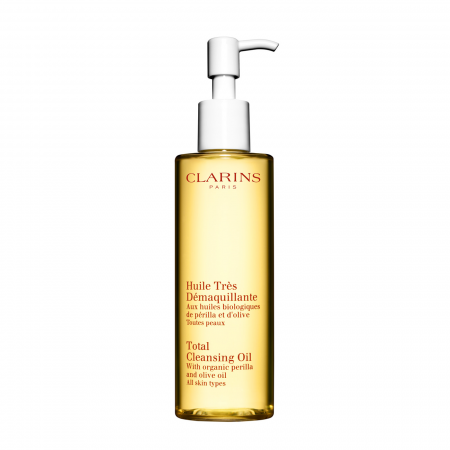 CLARINS
PARIS
Huile Très
Démaquillante
Aux huiles biologiques
de périlla et d'olive
Toutes peaux
Total
Cleansing Oil
With organic perilla
and olive oil
All skin types